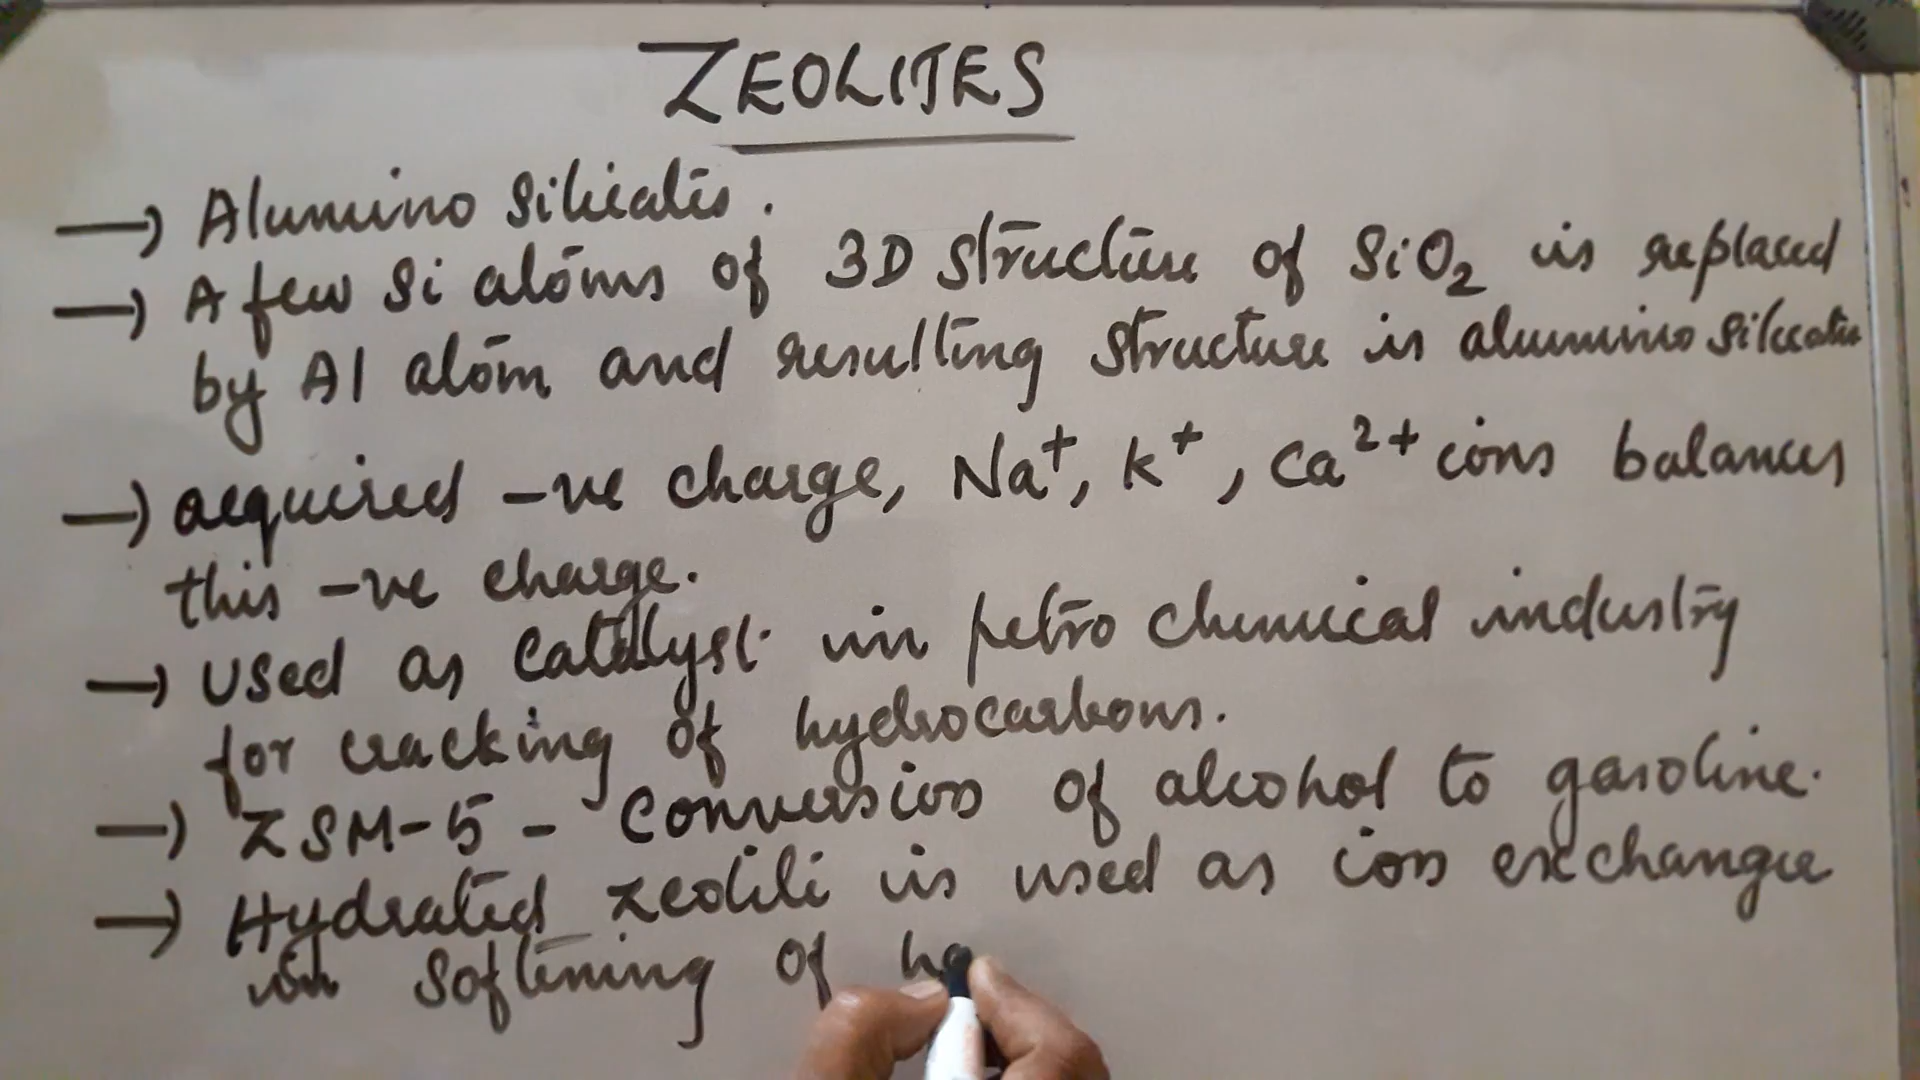 ZEOLITES
→ Alumino Silicates.
→ A few Si atoms of 3D structure of SiO₂ is replaced
by Al atom and resulting structure is alumino silicate
→ acquired -ve charge, Na⁺, K⁺, Ca²⁺ ions balances
this -ve charge.
→ Used as catalyst in petro chemical industry
for cracking of hydrocarbons.
→ ZSM-5 - Conversion of alcohol to gasoline.
→ Hydrated zeolite is used as ion exchanger
in softening of ha